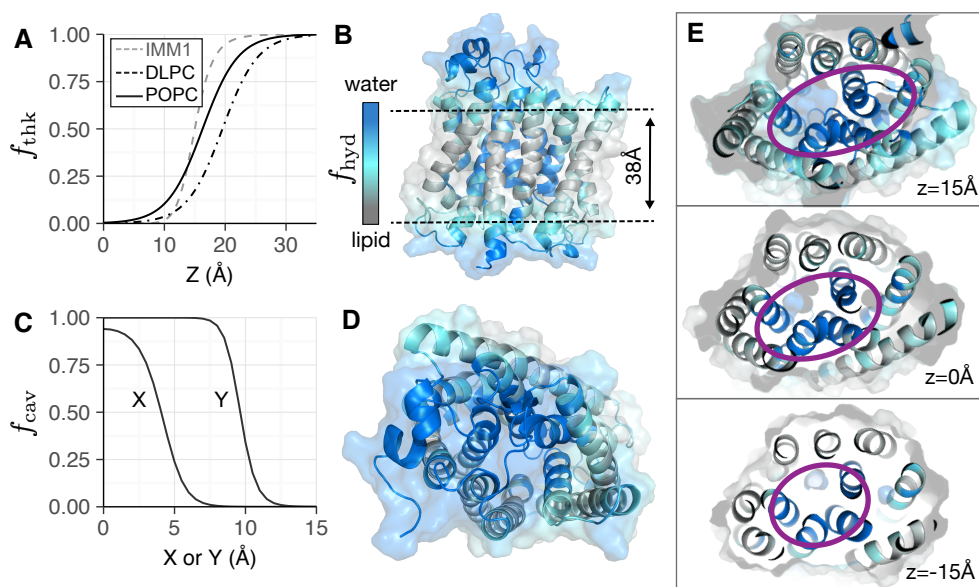 A
1.00
0.75
0.50
0.25
0.00
f_thk
IMM1
DLPC
POPC
0 10 20 30
Z (Å)
B
water
f_hyd
lipid
38Å
C
1.00
0.75
0.50
0.25
0.00
f_cav
X
Y
0 5 10 15
X or Y (Å)
D
E
z=15Å
z=0Å
z=-15Å